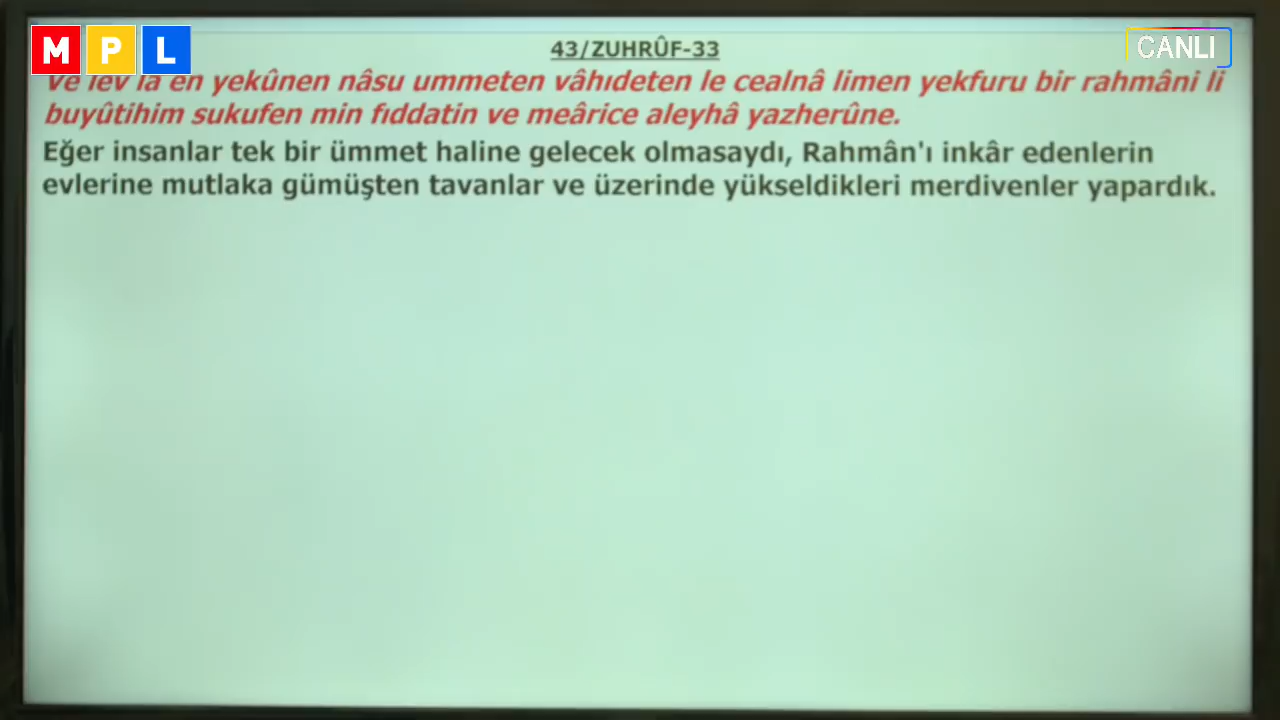 M P L
CANLI
43/ZUHRÛF-33
Ve lev lâ en yekûnen nâsu ummeten vâhıdeten le cealnâ limen yekfuru bir rahmâni li
buyûtihim sukufen min fıddatin ve meârice aleyhâ yazherûne.
Eğer insanlar tek bir ümmet haline gelecek olmasaydı, Rahmân'ı inkâr edenlerin
evlerine mutlaka gümüşten tavanlar ve üzerinde yükseldikleri merdivenler yapardık.